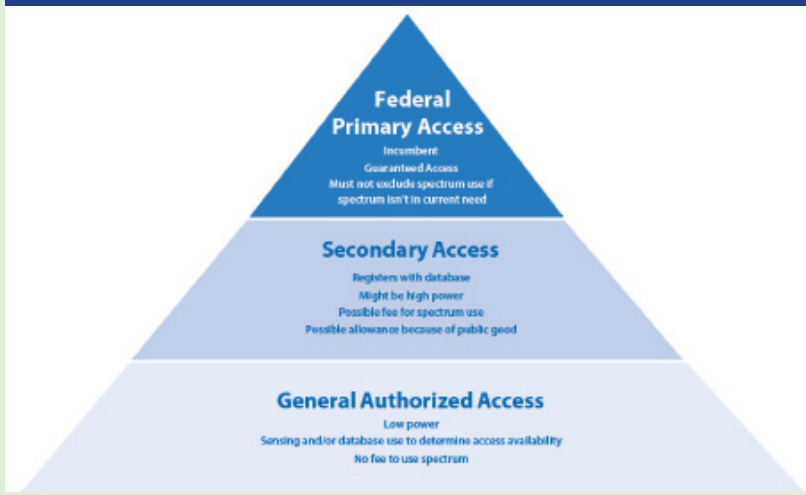 Federal
Primary Access
Incumbent
Guaranteed Access
Must not exclude spectrum use if
spectrum isn't in current need
Secondary Access
Registers with database
Might be high power
Possible fee for spectrum use
Possible allowance because of public good
General Authorized Access
Low power
Sensing and/or database use to determine access availability
No fee to use spectrum